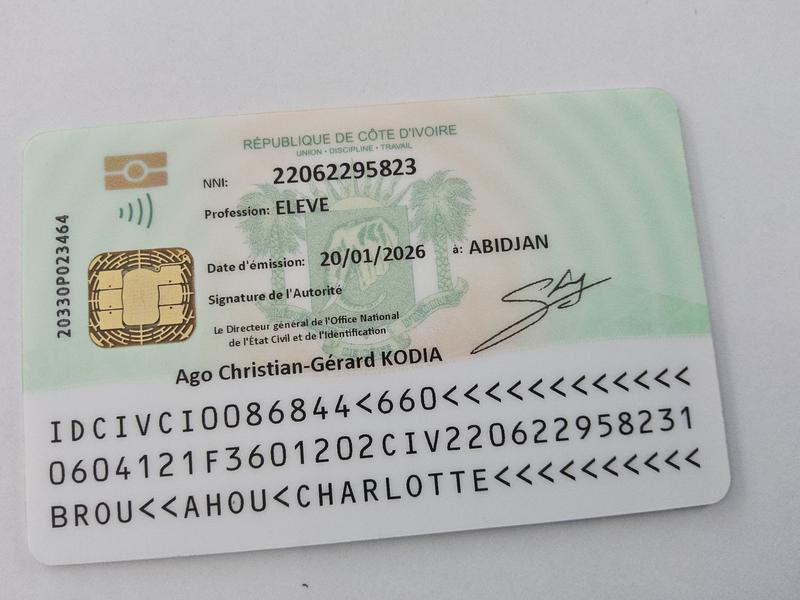 RÉPUBLIQUE DE CÔTE D'IVOIRE
UNION • DISCIPLINE • TRAVAIL
NNI: 22062295823
Profession: ELEVE
Date d'émission: 20/01/2026 à: ABIDJAN
Signature de l'Autorité
Le Directeur général de l'Office National
de l'État Civil et de l'Identification
Ago Christian-Gérard KODIA
20330P023464
IDCIVCI0086844<660<<<<<<<<<<<<
0604121F3601202CIV220622958231
BROU<<AHOU<CHARLOTTE<<<<<<<<<<